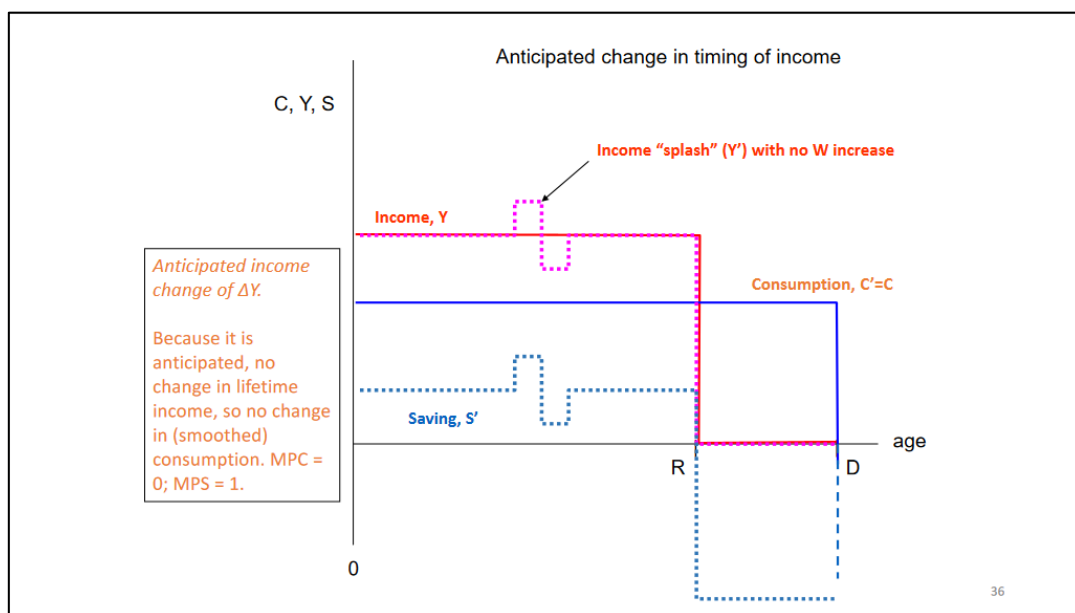 Anticipated change in timing of income
C, Y, S
Income “splash” (Y’) with no W increase
Income, Y
Anticipated income
change of ΔY.
Because it is
anticipated, no
change in lifetime
income, so no change
in (smoothed)
consumption. MPC =
0; MPS = 1.
Consumption, C’=C
Saving, S’
age
R
D
0
36